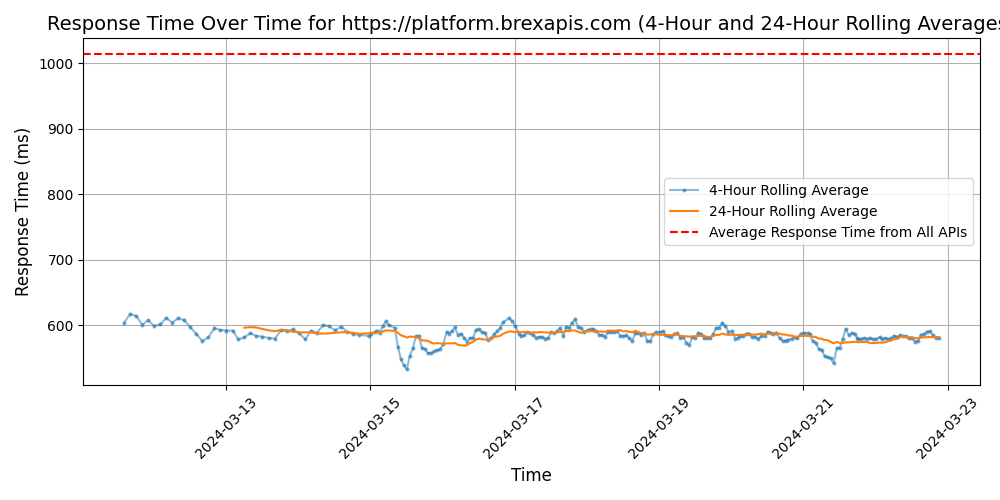 Response Time Over Time for https://platform.brexapis.com (4-Hour and 24-Hour Rolling Averages
Response Time (ms)
1000
900
800
700
600
4-Hour Rolling Average
24-Hour Rolling Average
Average Response Time from All APIs
2024-03-13
2024-03-15
2024-03-17
2024-03-19
2024-03-21
2024-03-23
Time